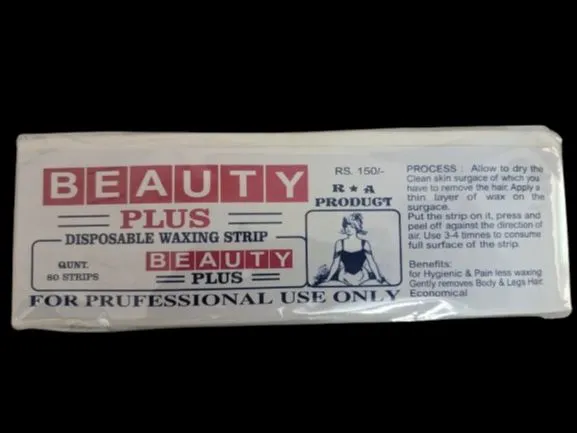 BEAUTY
PLUS
DISPOSABLE WAXING STRIP
QUNT.
80 STRIPS
BEAUTY
PLUS
RS. 150/-
R ★ A
PRODUCT
FOR PRUFESSIONAL USE ONLY
PROCESS : Allow to dry the
Clean skin surgace of which you
have to remove the hair. Apply a
thin layer of wax on the
surgace.
Put the strip on it, press and
peel off against the direction of
air. Use 3-4 timnes to consume
full surface of the strip.
Benefits:
for Hygienic & Pain less waxing
Gently removes Body & Legs Hair.
Economical